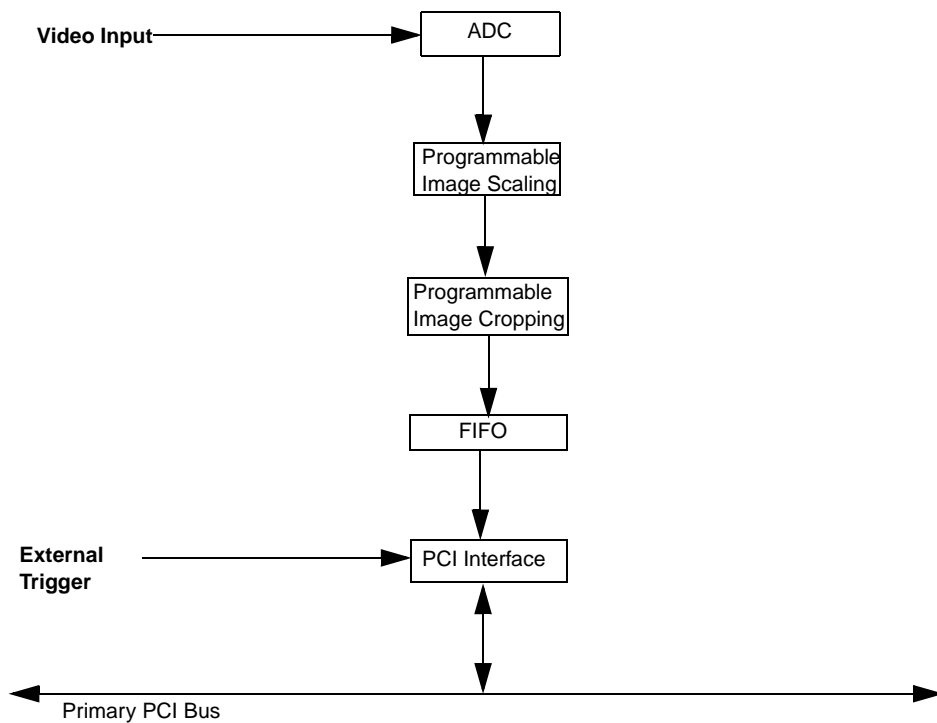 Video Input
ADC
Programmable
Image Scaling
Programmable
Image Cropping
FIFO
External
Trigger
PCI Interface
Primary PCI Bus